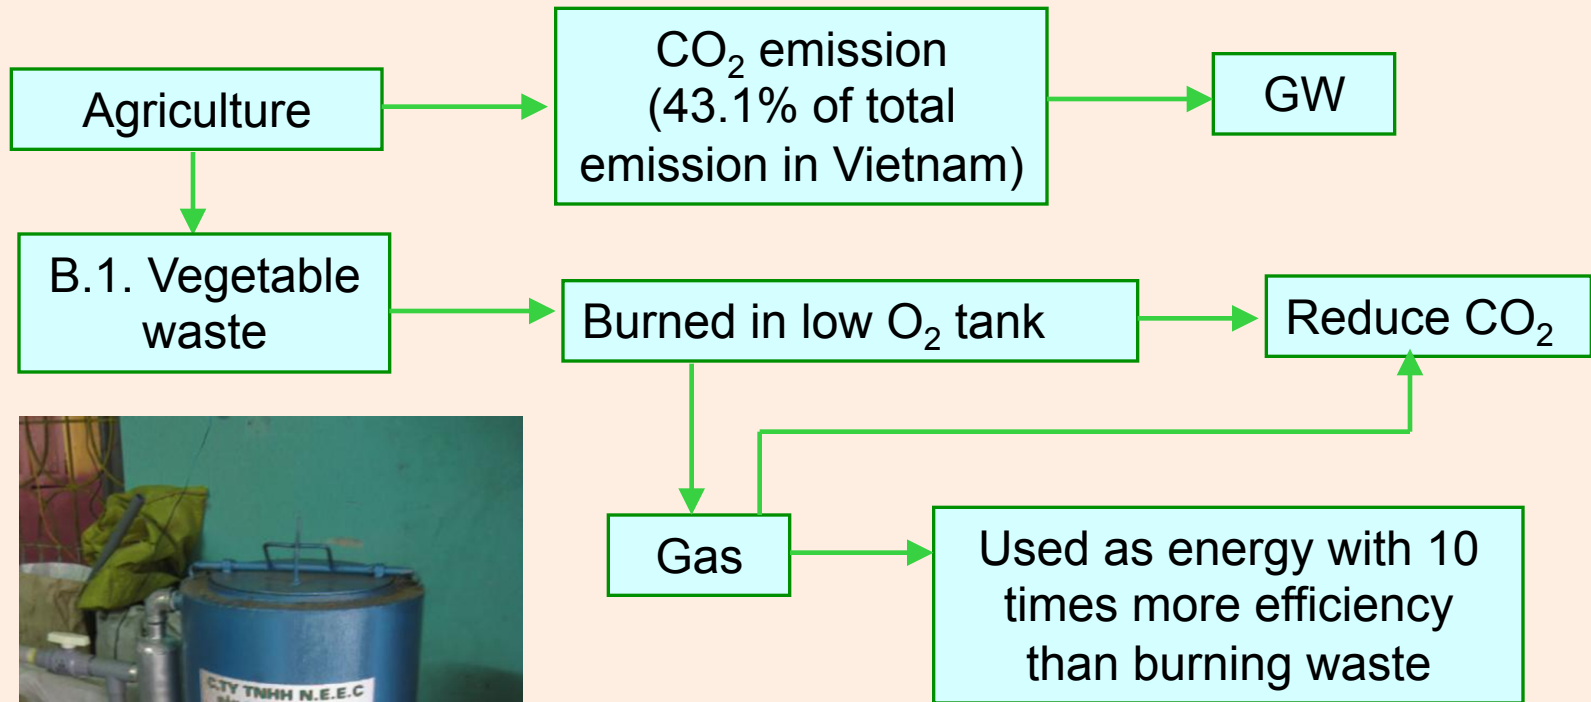 Agriculture
CO₂ emission
(43.1% of total
emission in Vietnam)
GW
B.1. Vegetable
waste
Burned in low O₂ tank
Reduce CO₂
Gas
Used as energy with 10
times more efficiency
than burning waste
C.TY TNHH N.E.E.C